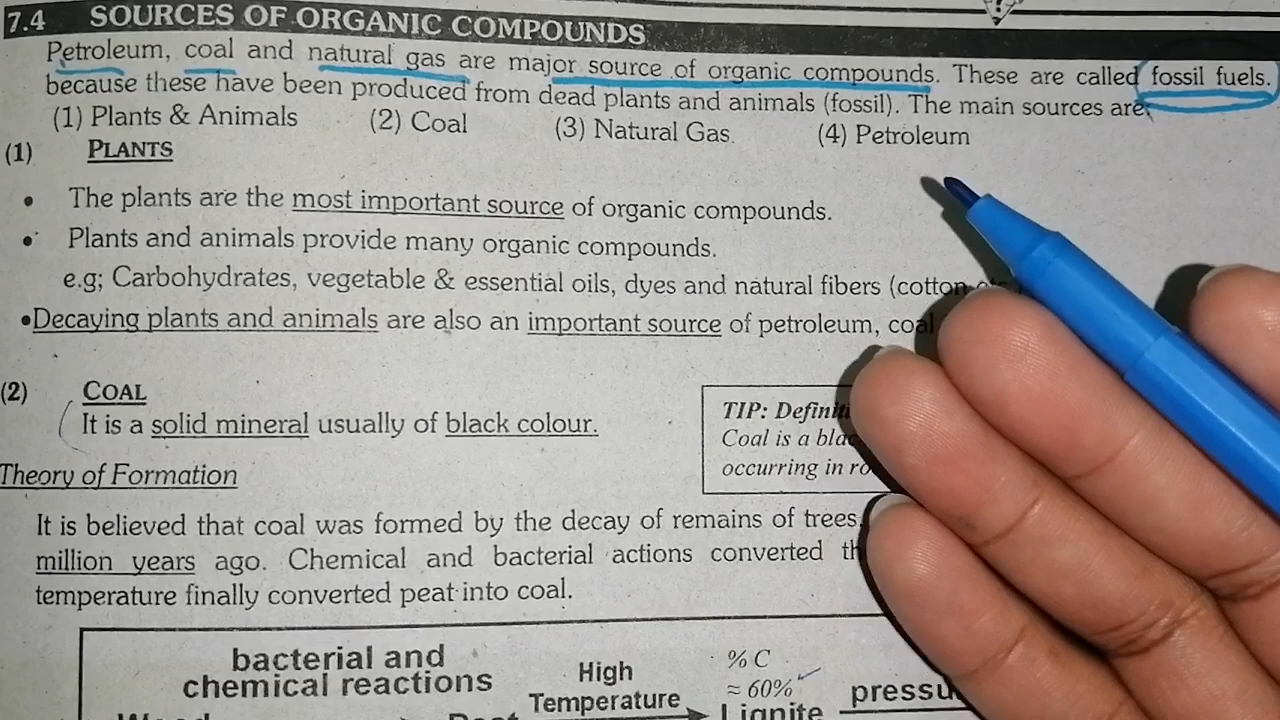 7.4 SOURCES OF ORGANIC COMPOUNDS
Petroleum, coal and natural gas are major source of organic compounds. These are called fossil fuels.
because these have been produced from dead plants and animals (fossil). The main sources are:
(1) Plants & Animals (2) Coal (3) Natural Gas (4) Petroleum
(1) PLANTS
• The plants are the most important source of organic compounds.
• Plants and animals provide many organic compounds.
e.g; Carbohydrates, vegetable & essential oils, dyes and natural fibers (cotton
• Decaying plants and animals are also an important source of petroleum, coal
(2) COAL
It is a solid mineral usually of black colour.
TIP:
Coal is a
occurring in
Theory of Formation
It is believed that coal was formed by the decay of remains of trees,
million years ago. Chemical and bacterial actions converted
temperature finally converted peat into coal.
bacterial and
chemical reactions
High
Temperature
% C
≈ 60%
Lignite